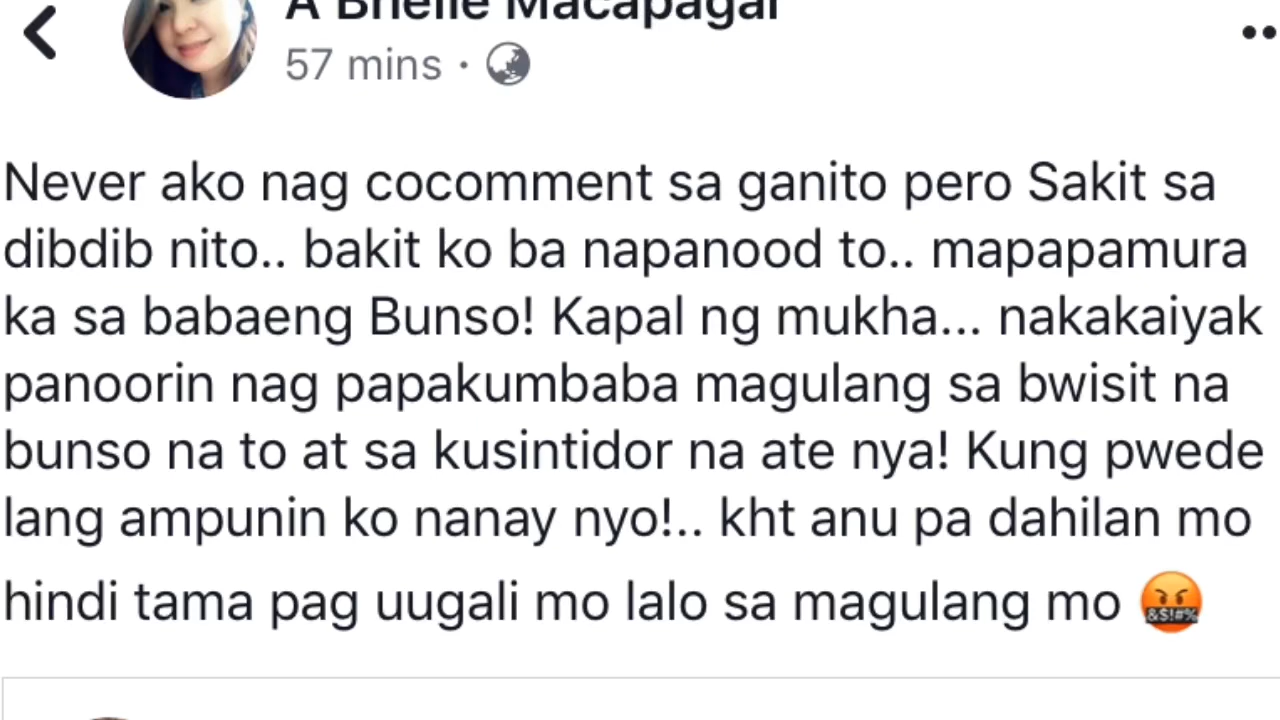 A Brielle Macapagal
57 mins ·
Never ako nag cocomment sa ganito pero Sakit sa
dibdib nito.. bakit ko ba napanood to.. mapapamura
ka sa babaeng Bunso! Kapal ng mukha... nakakaiyak
panoorin nag papakumbaba magulang sa bwisit na
bunso na to at sa kusintidor na ate nya! Kung pwede
lang ampunin ko nanay nyo!.. kht anu pa dahilan mo
hindi tama pag uugali mo lalo sa magulang mo 🤬